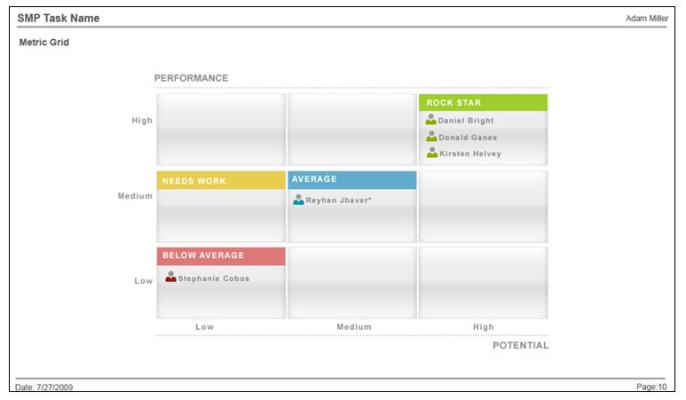 SMP Task Name
Adam Miller
Metric Grid
PERFORMANCE
High
ROCK STAR
Daniel Bright
Donald Ganes
Kirsten Helvey
Medium
NEEDS WORK
AVERAGE
Reyhan Jhaver*
Low
BELOW AVERAGE
Stephanie Cobos
Low Medium High
POTENTIAL
Date: 7/27/2009
Page:10